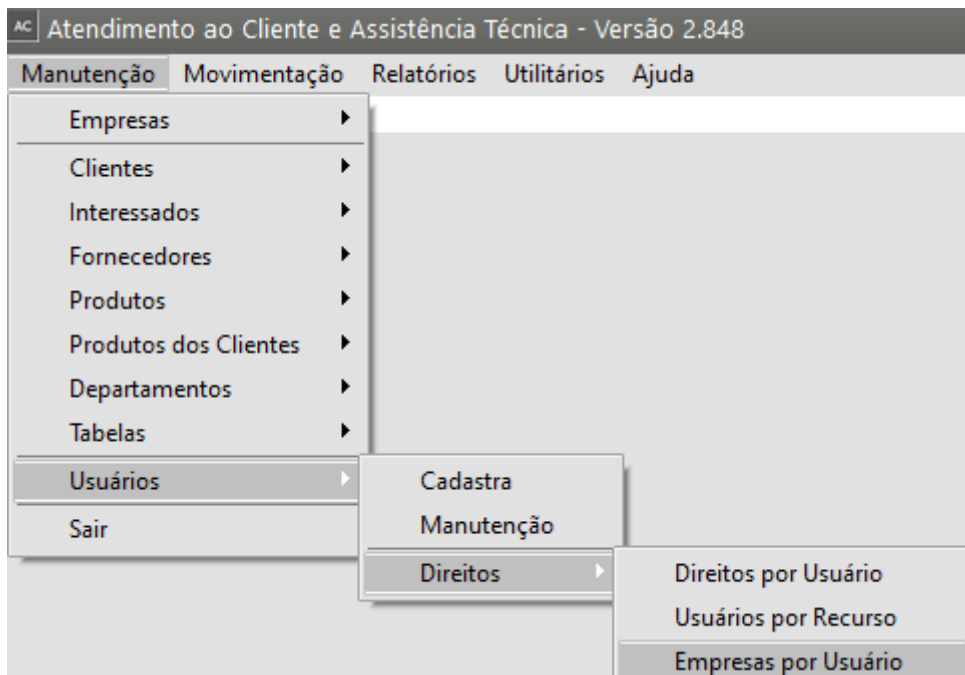 AC Atendimento ao Cliente e Assistência Técnica - Versão 2.848
Manutenção Movimentação Relatórios Utilitários Ajuda
Empresas
Clientes
Interessados
Fornecedores
Produtos
Produtos dos Clientes
Departamentos
Tabelas
Usuários
Sair
Cadastra
Manutenção
Direitos
Direitos por Usuário
Usuários por Recurso
Empresas por Usuário